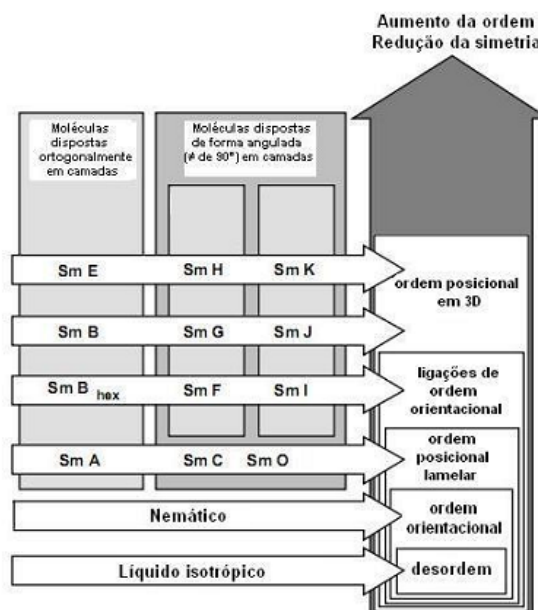 Aumento da ordem
Redução da simetria
Moléculas
dispostas
ortogonalmente
em camadas
Moléculas dispostas
de forma angulada
(≠ de 90°) em camadas
Sm E
Sm H
Sm K
ordem posicional
em 3D
Sm B
Sm G
Sm J
Sm B hex
Sm F
Sm I
ligações de
ordem
orientacional
Sm A
Sm C
Sm O
ordem
posicional
lamelar
Nemático
ordem
orientacional
Líquido isotrópico
desordem